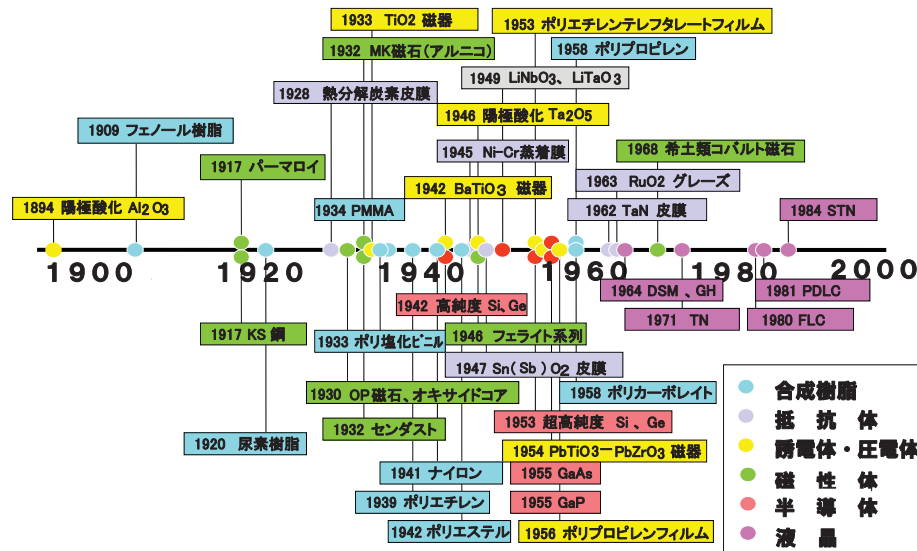 1933 TiO2 磁器
1953 ポリエチレンテレフタレートフィルム
1932 MK磁石(アルニコ)
1958 ポリプロピレン
1949 LiNbO3、LiTaO3
1928 熱分解炭素皮膜
1946 陽極酸化 Ta2O5
1909 フェノール樹脂
1945 Ni-Cr蒸着膜
1968 希土類コバルト磁石
1917 パーマロイ
1963 RuO2 グレーズ
1942 BaTiO3 磁器
1894 陽極酸化 Al2O3
1934 PMMA
1962 TaN 皮膜
1984 STN
1900
1920
1940
1960
1980
2000
1964 DSM 、GH
1981 PDLC
1942 高純度 Si、Ge
1971 TN
1980 FLC
1917 KS 鋼
1933 ポリ塩化ビニル
1946 フェライト系列
1947 Sn(Sb)O2 皮膜
1930 OP磁石、オキサイドコア
1958 ポリカーボレイト
1932 センダスト
1953 超高純度 Si 、Ge
1920 尿素樹脂
1954 PbTiO3ーPbZrO3 磁器
1941 ナイロン
1955 GaAs
1939 ポリエチレン
1955 GaP
1942 ポリエステル
1956 ポリプロピレンフィルム
合成樹脂
抵抗体
誘電体・圧電体
磁性体
半導体
液晶